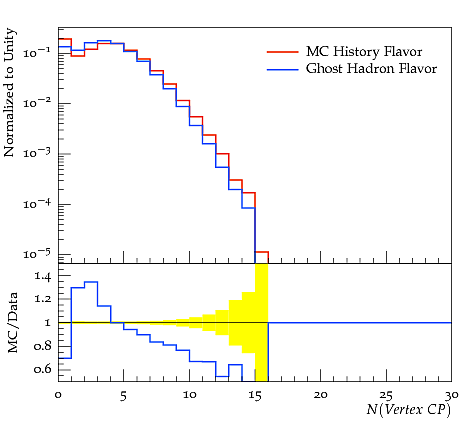 Normalized to Unity
10⁻¹
10⁻²
10⁻³
10⁻⁴
10⁻⁵
MC History Flavor
Ghost Hadron Flavor
MC/Data
1.4
1.2
1
0.8
0.6
0 5 10 15 20 25 30
N(Vertex CP)